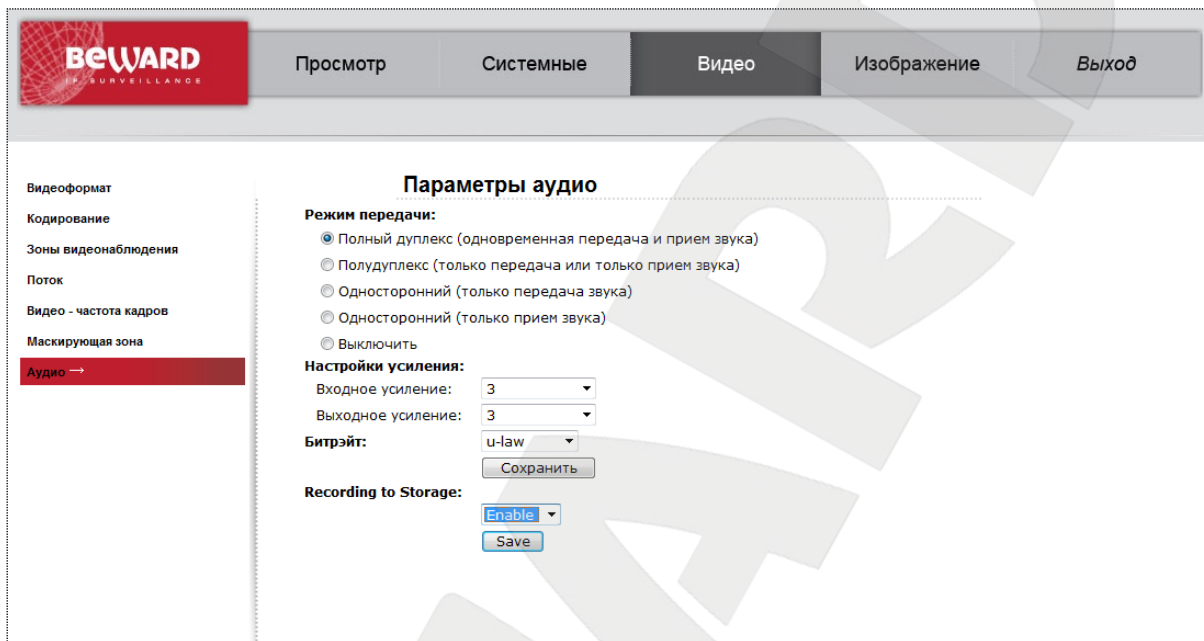 BEWARD
IP SURVEILLANCE
Просмотр
Системные
Видео
Изображение
Выход
Видеоформат
Кодирование
Зоны видеонаблюдения
Поток
Видео - частота кадров
Маскирующая зона
Аудио →
Параметры аудио
Режим передачи:
Полный дуплекс (одновременная передача и прием звука)
Полудуплекс (только передача или только прием звука)
Односторонний (только передача звука)
Односторонний (только прием звука)
Выключить
Настройки усиления:
Входное усиление: 3
Выходное усиление: 3
Битрэйт: u-law
Сохранить
Recording to Storage:
Enable
Save